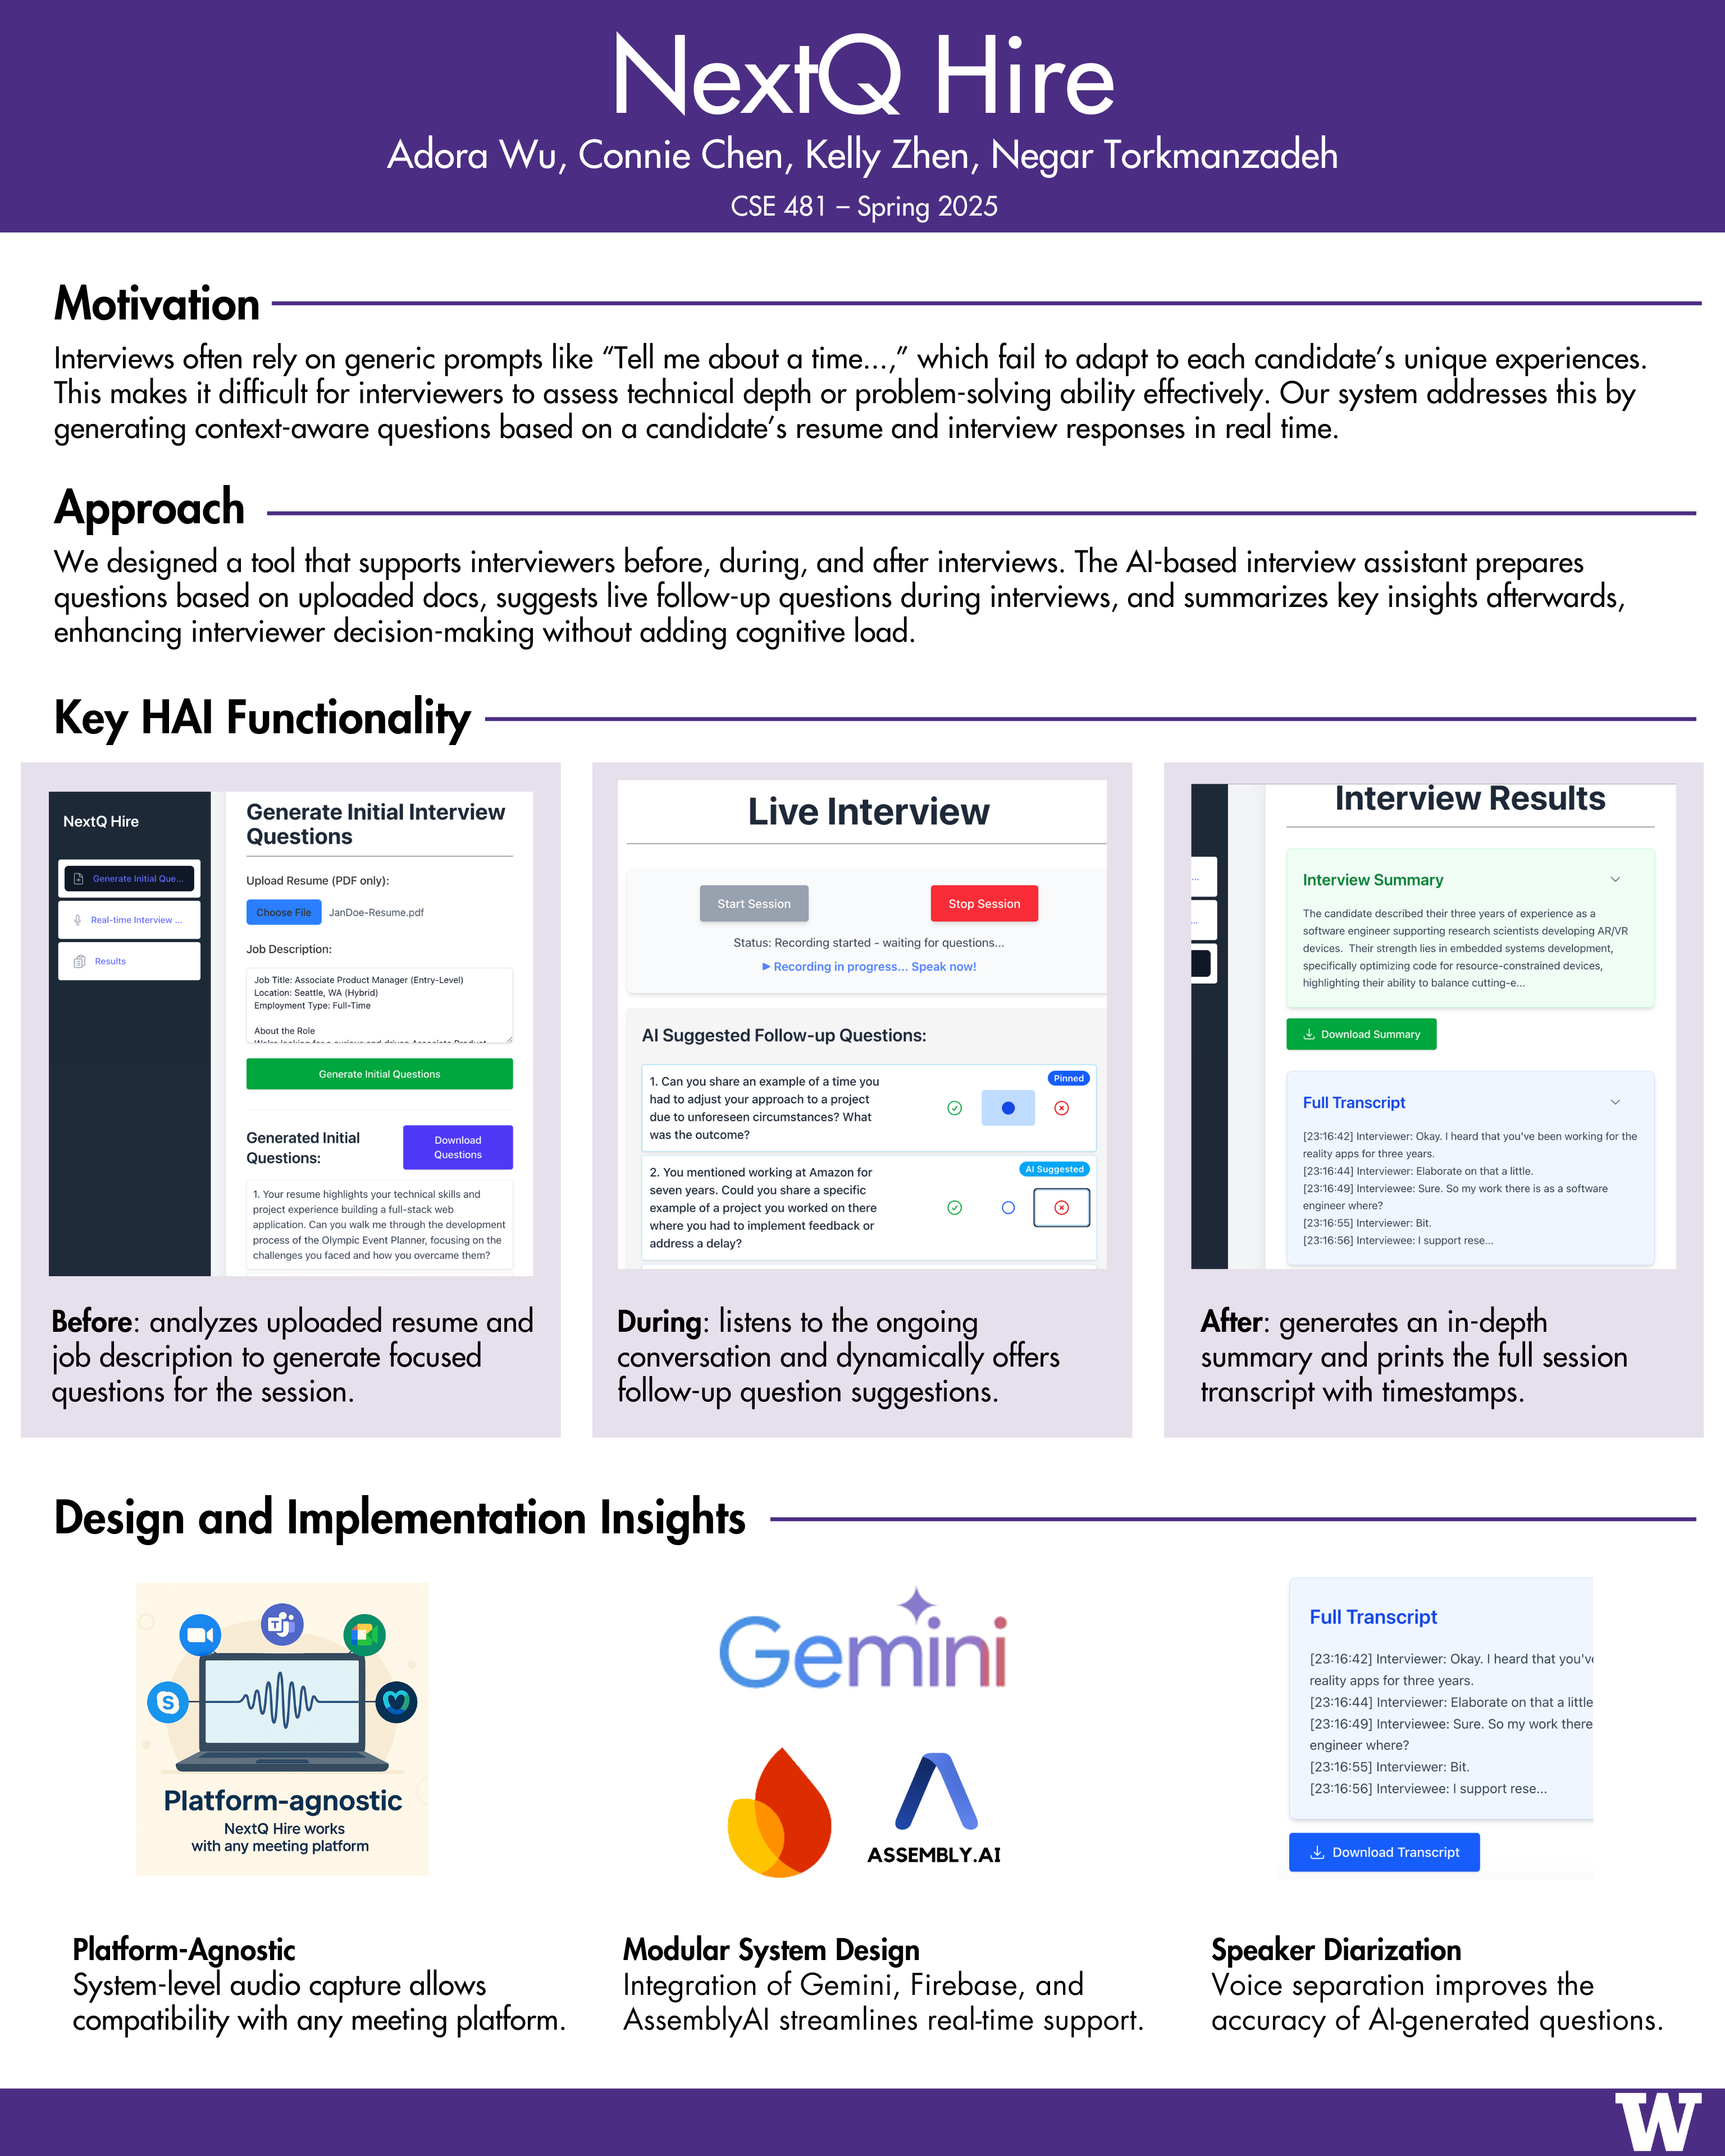 NextQ Hire
Adora Wu, Connie Chen, Kelly Zhen, Negar Torkmanzadeh
CSE 481 – Spring 2025
Motivation
Interviews often rely on generic prompts like “Tell me about a time...,” which fail to adapt to each candidate’s unique experiences.
This makes it difficult for interviewers to assess technical depth or problem-solving ability effectively. Our system addresses this by
generating context-aware questions based on a candidate’s resume and interview responses in real time.
Approach
We designed a tool that supports interviewers before, during, and after interviews. The AI-based interview assistant prepares
questions based on uploaded docs, suggests live follow-up questions during interviews, and summarizes key insights afterwards,
enhancing interviewer decision-making without adding cognitive load.
Key HAI Functionality
NextQ Hire
Generate Initial Que...
Real-time Interview ...
Results
Generate Initial Interview
Questions
Upload Resume (PDF only):
Choose File JanDoe-Resume.pdf
Job Description:
Job Title: Associate Product Manager (Entry-Level)
Location: Seattle, WA (Hybrid)
Employment Type: Full-Time
About the Role
We're looking for a curious and driven Associate Product
Generate Initial Questions
Generated Initial
Questions:
Download
Questions
1. Your resume highlights your technical skills and
project experience building a full-stack web
application. Can you walk me through the development
process of the Olympic Event Planner, focusing on the
challenges you faced and how you overcame them?
Before: analyzes uploaded resume and
job description to generate focused
questions for the session.
Live Interview
Start Session
Stop Session
Status: Recording started - waiting for questions...
Recording in progress... Speak now!
AI Suggested Follow-up Questions:
Pinned
1. Can you share an example of a time you
had to adjust your approach to a project
due to unforeseen circumstances? What
was the outcome?
AI Suggested
2. You mentioned working at Amazon for
seven years. Could you share a specific
example of a project you worked on there
where you had to implement feedback or
address a delay?
During: listens to the ongoing
conversation and dynamically offers
follow-up question suggestions.
Interview Results
...
...
Interview Summary
The candidate described their three years of experience as a
software engineer supporting research scientists developing AR/VR
devices. Their strength lies in embedded systems development,
specifically optimizing code for resource-constrained devices,
highlighting their ability to balance cutting-e...
Download Summary
Full Transcript
[23:16:42] Interviewer: Okay. I heard that you've been working for the
reality apps for three years.
[23:16:44] Interviewer: Elaborate on that a little.
[23:16:49] Interviewee: Sure. So my work there is as a software
engineer where?
[23:16:55] Interviewer: Bit.
[23:16:56] Interviewee: I support rese...
After: generates an in-depth
summary and prints the full session
transcript with timestamps.
Design and Implementation Insights
Platform-agnostic
NextQ Hire works
with any meeting platform
Platform-Agnostic
System-level audio capture allows
compatibility with any meeting platform.
Gemini
ASSEMBLY.AI
Modular System Design
Integration of Gemini, Firebase, and
AssemblyAI streamlines real-time support.
Full Transcript
[23:16:42] Interviewer: Okay. I heard that you've
reality apps for three years.
[23:16:44] Interviewer: Elaborate on that a little
[23:16:49] Interviewee: Sure. So my work there
engineer where?
[23:16:55] Interviewer: Bit.
[23:16:56] Interviewee: I support rese...
Download Transcript
Speaker Diarization
Voice separation improves the
accuracy of AI-generated questions.
W